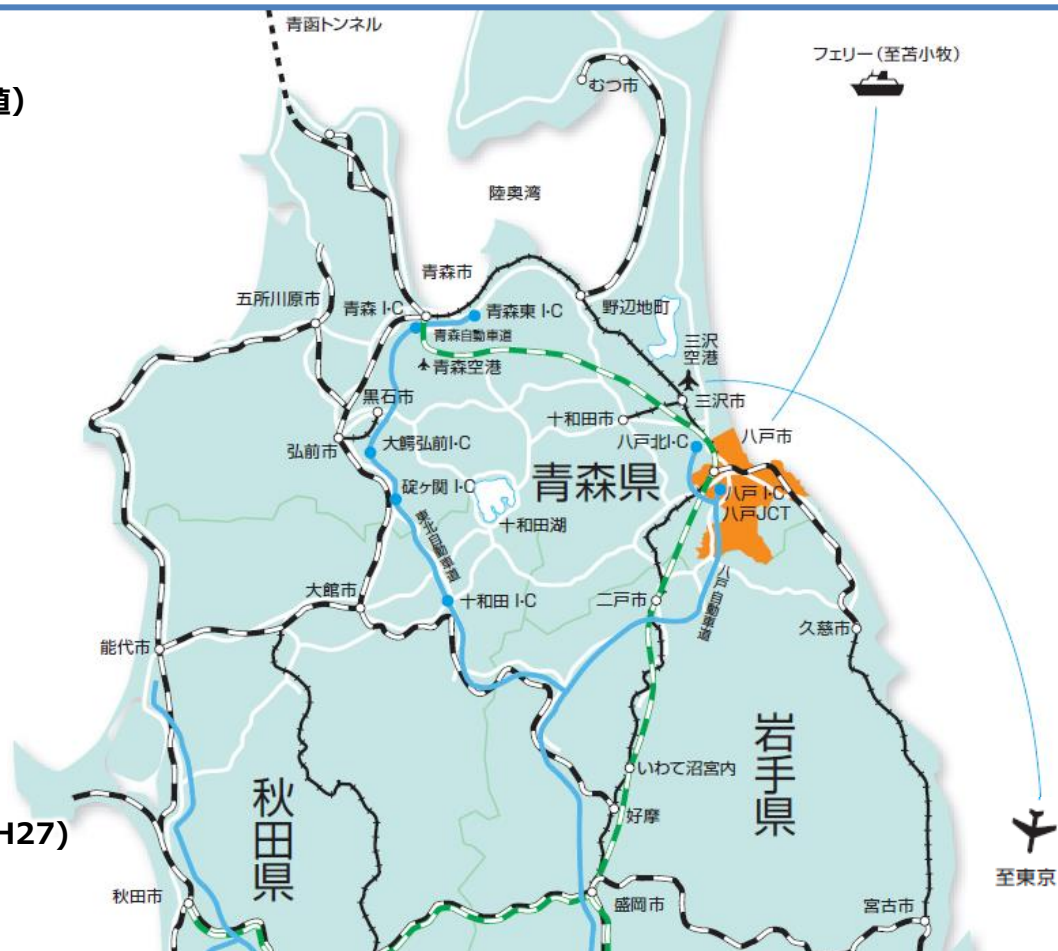 青函トンネル
フェリー（至苫小牧）
むつ市
値）
陸奥湾
青森市
五所川原市
青森 I・C
青森東 I・C
野辺地町
青森自動車道
三沢
空港
青森空港
黒石市
三沢市
十和田市
八戸北I・C
八戸市
弘前市
大鰐弘前I・C
青森県
碇ヶ関 I・C
八戸 I・C
八戸JCT
十和田湖
東北自動車道
大館市
十和田 I・C
二戸市
八戸自動車道
久慈市
能代市
岩手県
いわて沼宮内
秋田県
好摩
H27)
至東京
秋田市
盛岡市
宮古市